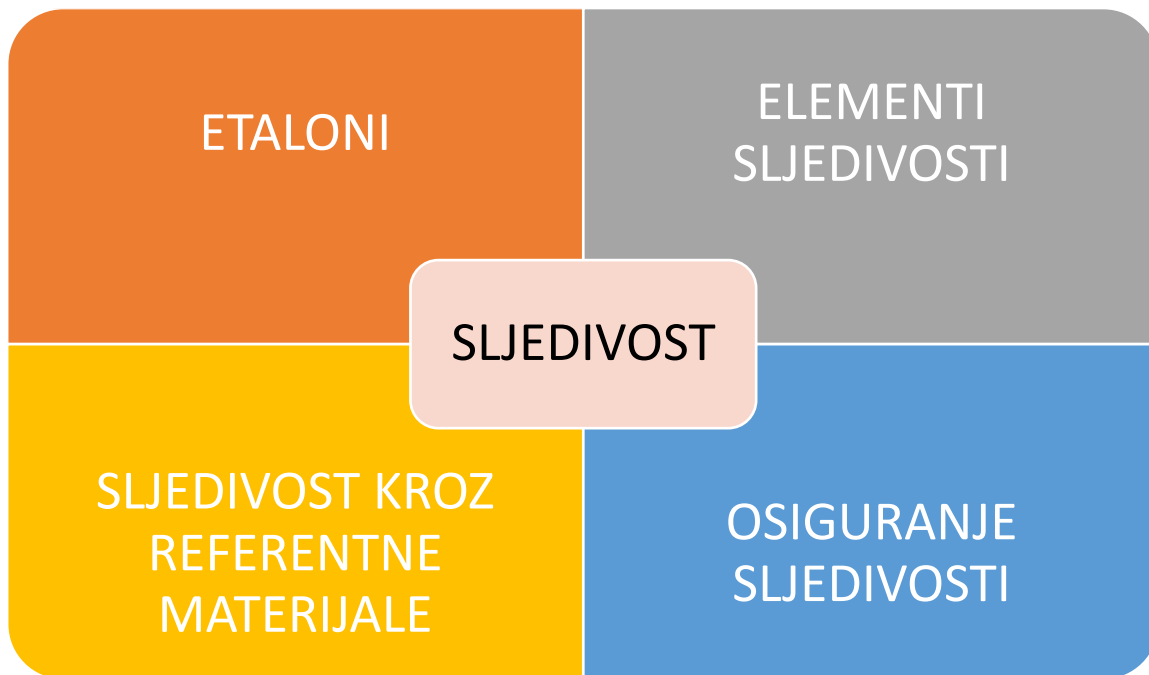 ETALONI
ELEMENTI
SLJEDIVOSTI
SLJEDIVOST
SLJEDIVOST KROZ
REFERENTNE
MATERIJALE
OSIGURANJE
SLJEDIVOSTI